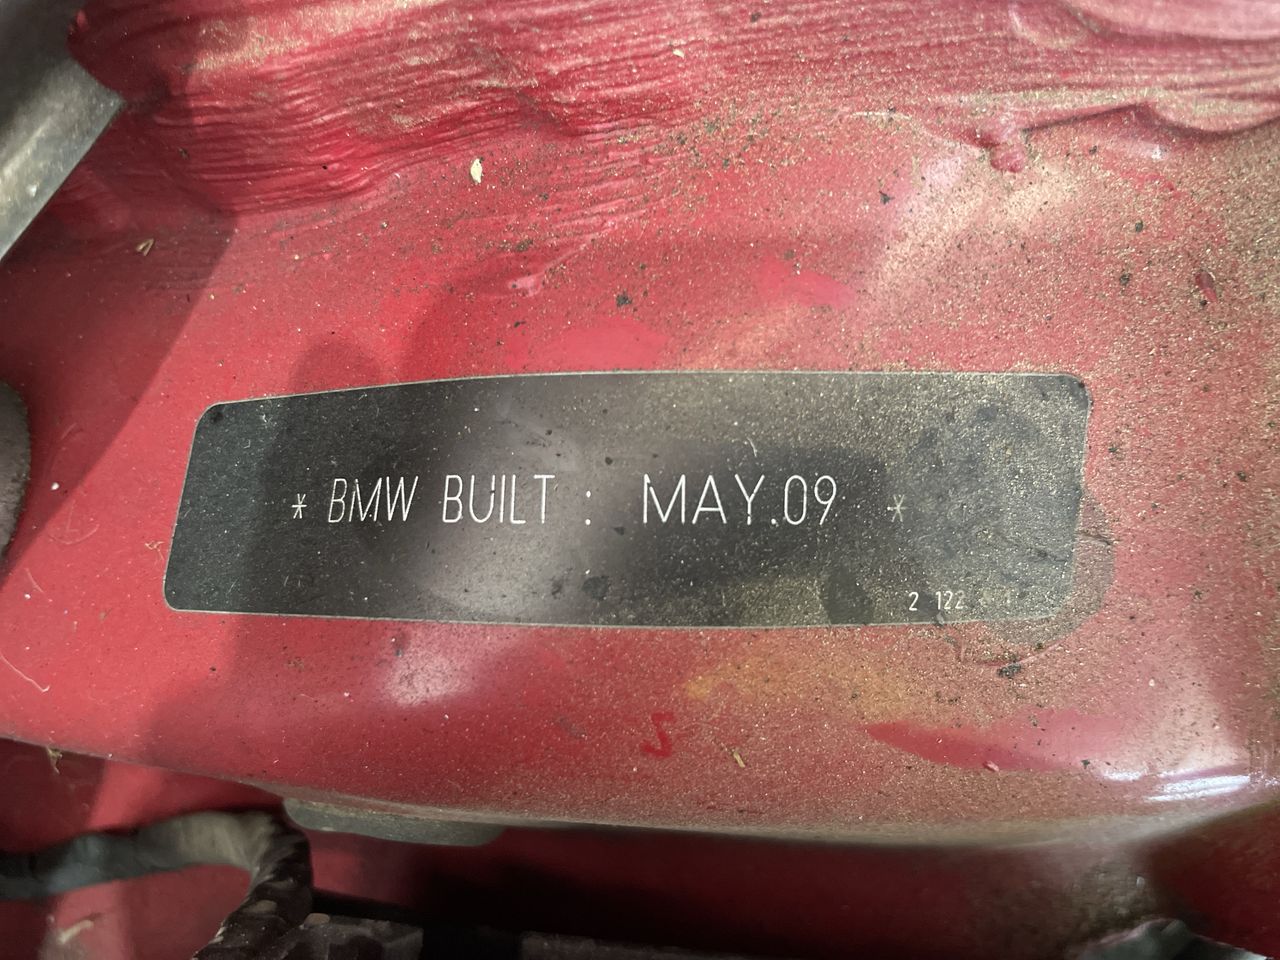 * BMW BUILT : MAY.09 *
2 122